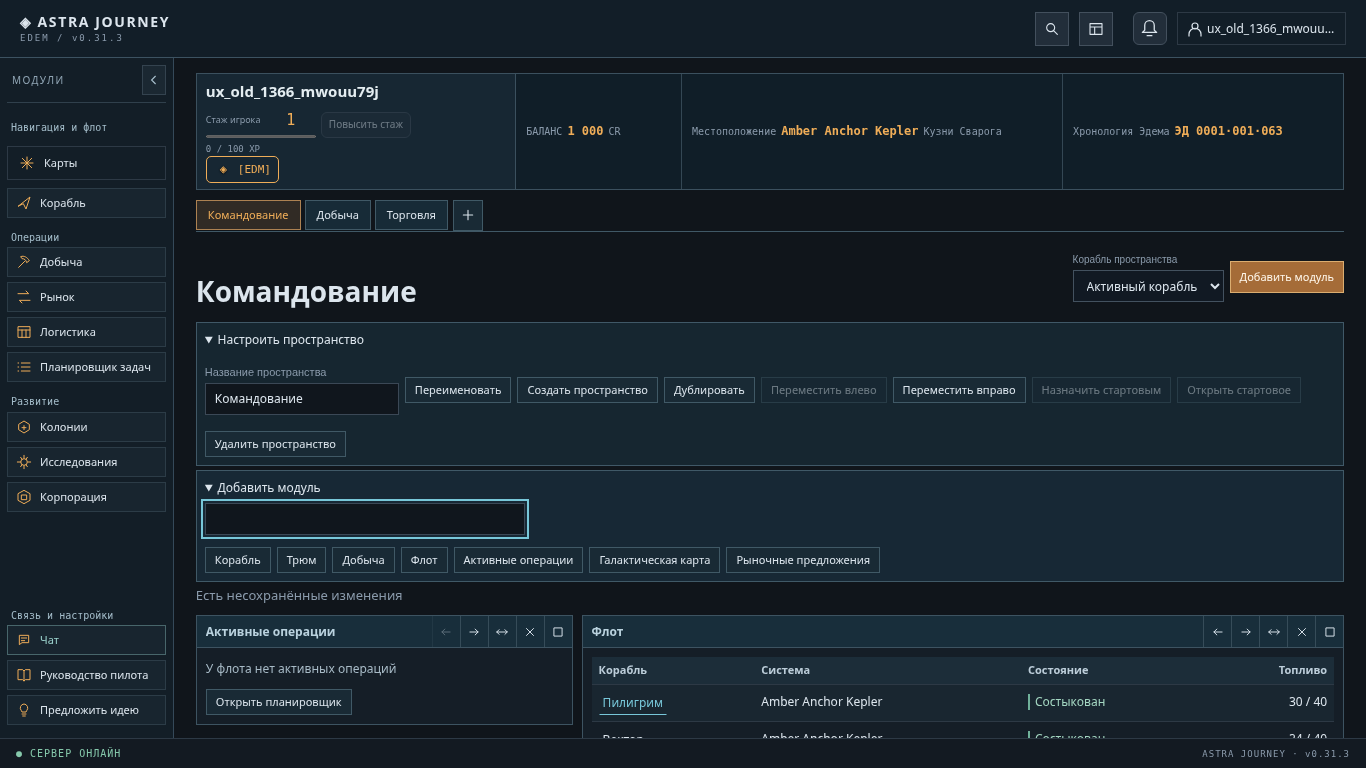 ◈ ASTRA JOURNEY
EDEM / v0.31.3
ux_old_1366_mwouu...
МОДУЛИ
Навигация и флот
Карты
Корабль
Операции
Добыча
Рынок
Логистика
Планировщик задач
Развитие
Колонии
Исследования
Корпорация
Связь и настройки
Чат
Руководство пилота
Предложить идею
ux_old_1366_mwouu79j
Стаж игрока 1 Повысить стаж
0 / 100 XP
◈ [EDM]
БАЛАНС 1 000 CR
Местоположение Amber Anchor Kepler Кузни Сварога
Хронология Эдема ЭД 0001·001·063
Командование Добыча Торговля +
Командование
Корабль пространства
Активный корабль
Добавить модуль
▼ Настроить пространство
Название пространства
Командование Переименовать Создать пространство Дублировать Переместить влево Переместить вправо Назначить стартовым Открыть стартовое
Удалить пространство
▼ Добавить модуль
Корабль Трюм Добыча Флот Активные операции Галактическая карта Рыночные предложения
Есть несохранённые изменения
Активные операции
У флота нет активных операций
Открыть планировщик
Флот
Корабль Система Состояние Топливо
Пилигрим Amber Anchor Kepler Состыкован 30 / 40
Amber Anchor Kepler Состыкован 24 / 40
● СЕРВЕР ОНЛАЙН
ASTRA JOURNEY · v0.31.3